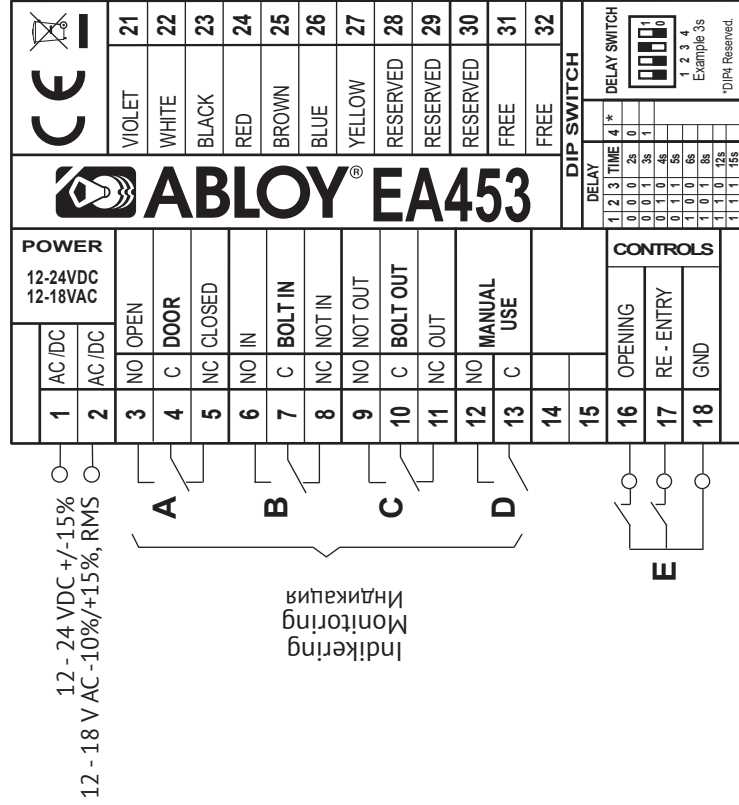 12 - 24 VDC +/-15%
12 - 18 V AC -10%/+15%, RMS
Indikering
Monitoring
Индикация
A
B
C
D
E
POWER
12-24VDC
12-18VAC
1 AC/DC
2 AC/DC
3 NO OPEN
4 C DOOR
5 NC CLOSED
6 NO IN
7 C BOLT IN
8 NC NOT IN
9 NO NOT OUT
10 C BOLT OUT
11 NC OUT
12 NO MANUAL
13 C USE
14
15
CONTROLS
16 OPENING
17 RE - ENTRY
18 GND
ABLOY® EA453
CE
VIOLET 21
WHITE 22
BLACK 23
RED 24
BROWN 25
BLUE 26
YELLOW 27
RESERVED 28
RESERVED 29
RESERVED 30
FREE 31
FREE 32
DIP SWITCH
DELAY
1 2 3 TIME 4 *
0 0 0 2s 0
0 0 1 3s 1
0 1 0 4s
0 1 1 5s
1 0 0 6s
1 0 1 8s
1 1 0 12s
1 1 1 15s
DELAY SWITCH
1
0
1 2 3 4
Example 3s
*DIP4 Reserved.